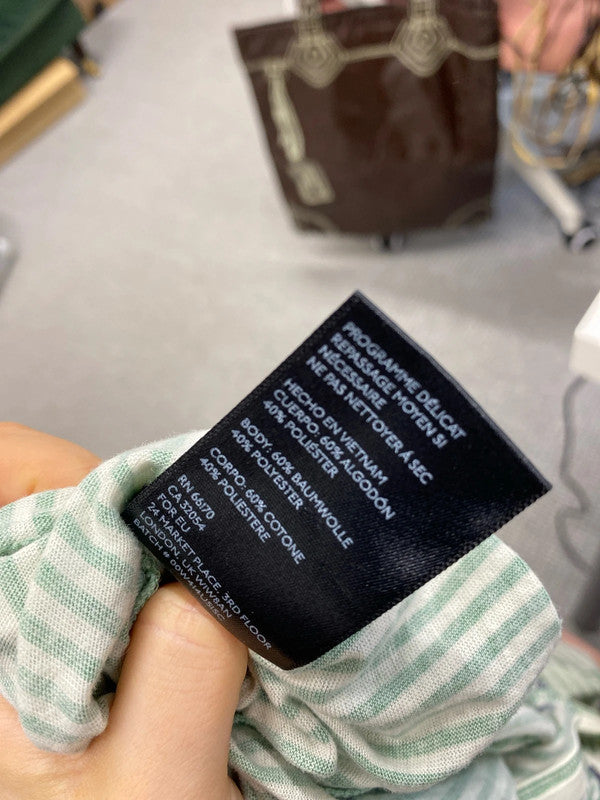 PROGRAMME DÉLICAT
REPASSAGE MOYEN SI
NÉCESSAIRE
NE PAS NETTOYER Á SEC
HECHO EN VIETNAM
CUERPO: 60% ALGODÓN
40% POLIÉSTER
BODY: 60% BAUMWOLLE
40% POLYESTER
CORPO: 60% COTONE
40% POLIESTERE
RN 66170
CA 32054
FOR EU
24 MARKET PLACE, 3RD FLOOR
LONDON, UK W1W8AN
BATCH #